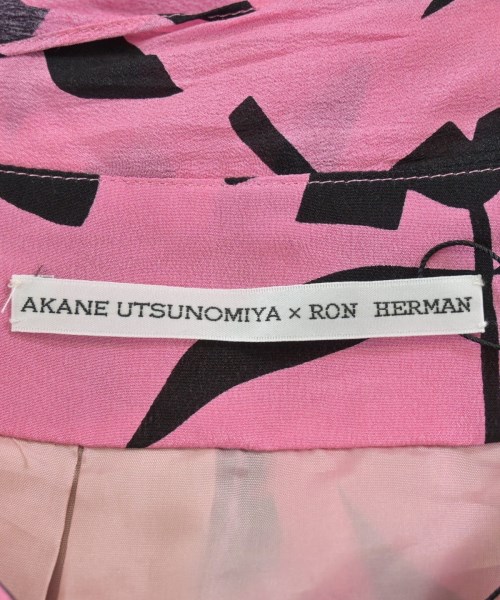 AKANE UTSUNOMIYA × RON HERMAN